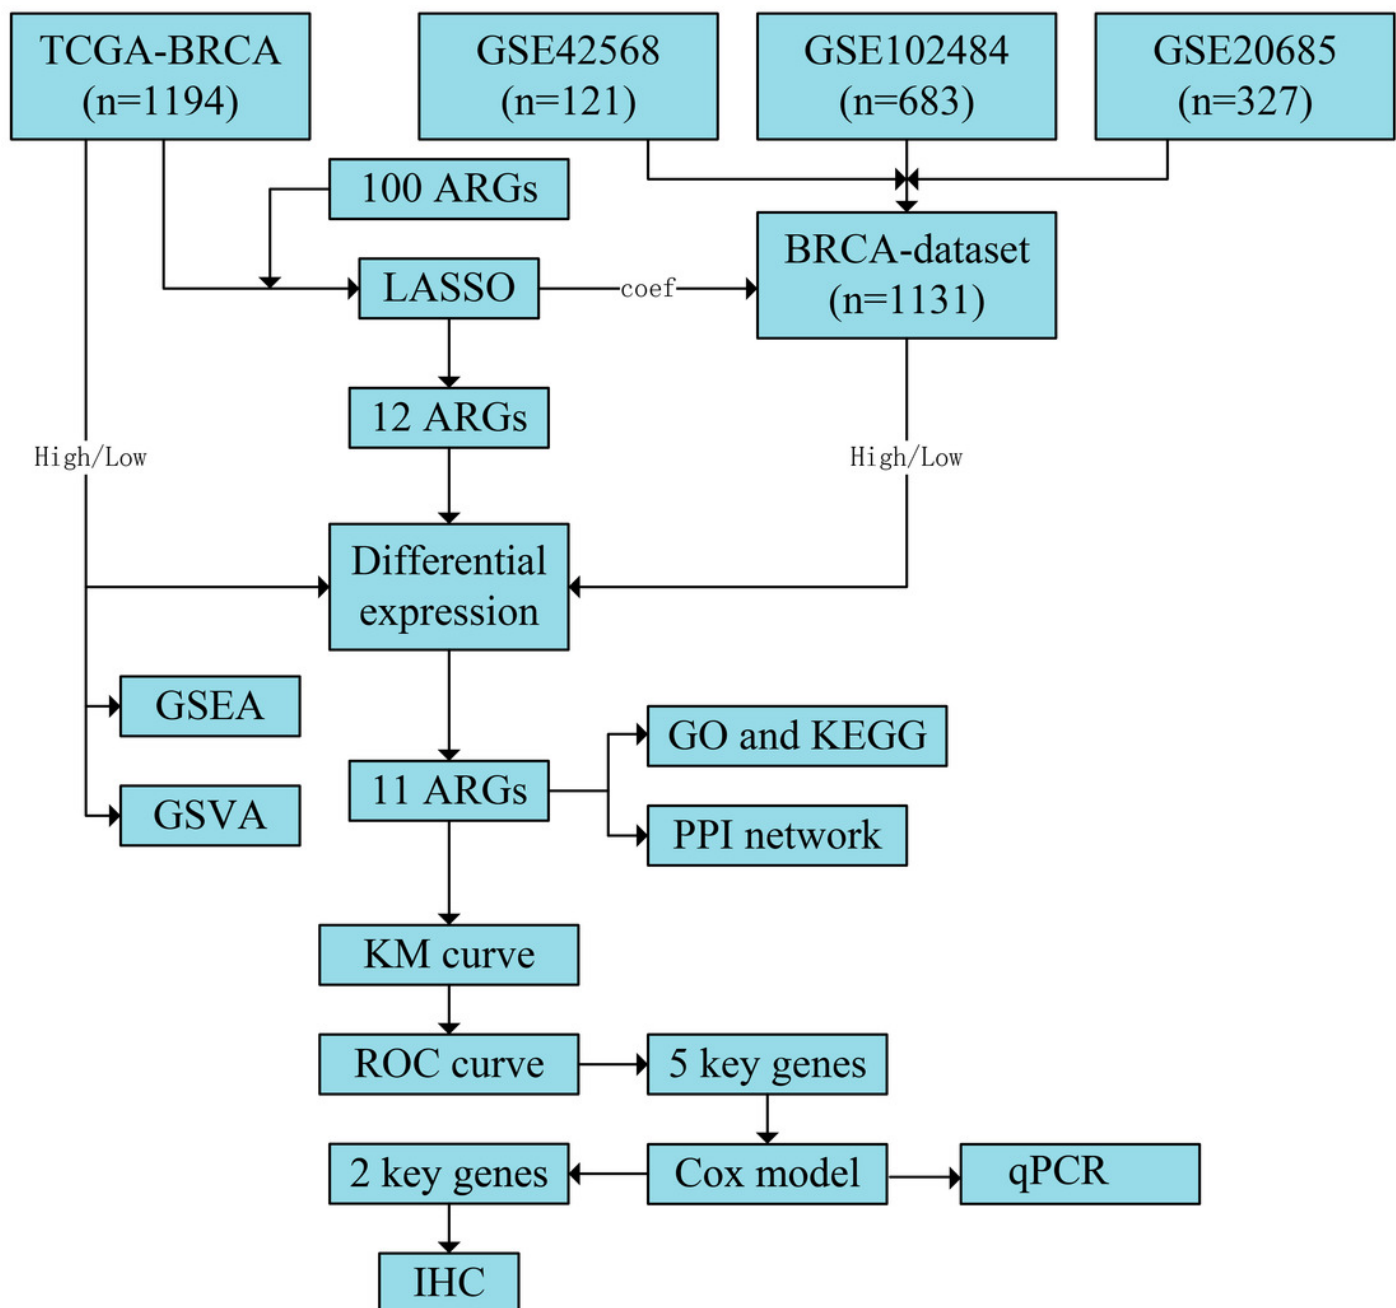 TCGA-BRCA
(n=1194)
GSE42568
(n=121)
GSE102484
(n=683)
GSE20685
(n=327)
100 ARGs
BRCA-dataset
(n=1131)
LASSO
coef
12 ARGs
High/Low
High/Low
Differential
expression
GSEA
GO and KEGG
11 ARGs
GSVA
PPI network
KM curve
ROC curve
5 key genes
2 key genes
Cox model
qPCR
IHC